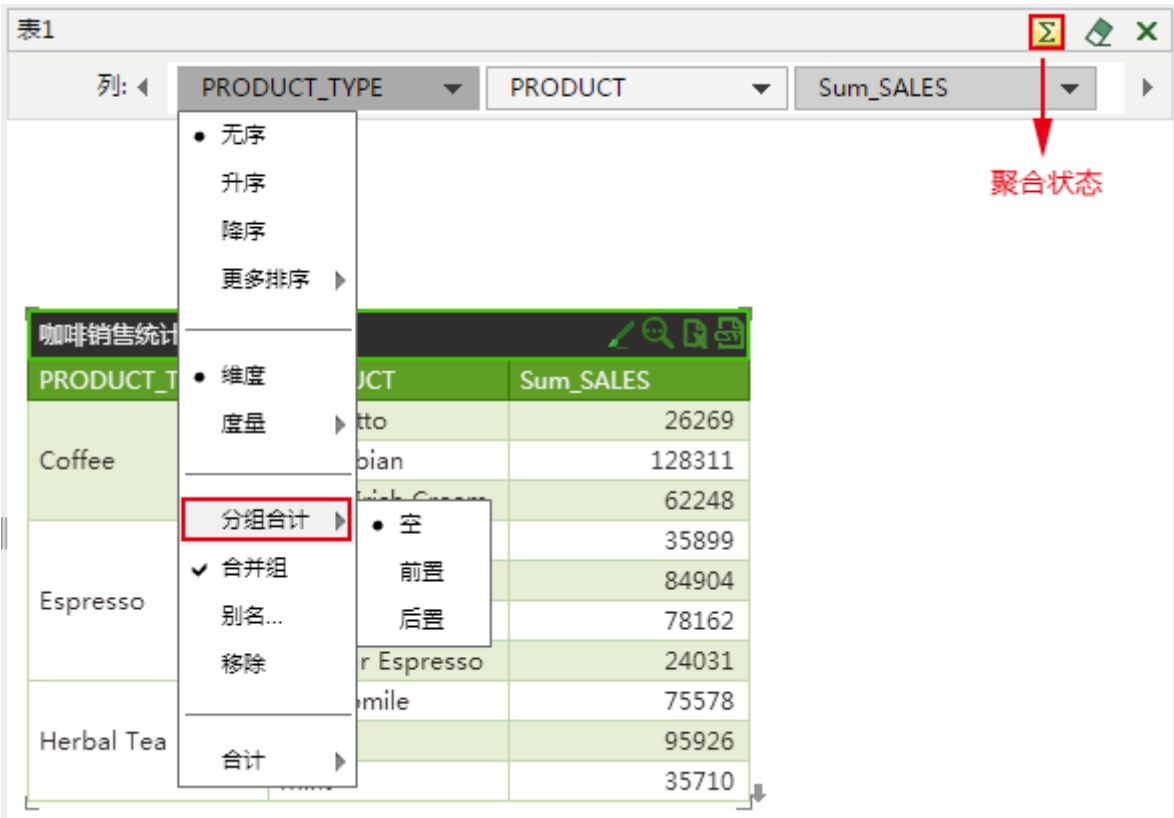 表1
列:
PRODUCT_TYPE
PRODUCT
Sum_SALES
聚合状态
无序
升序
降序
更多排序
维度
度量
分组合计
合并组
别名...
移除
合计
空
前置
后置
咖啡销售统计
CSV
PRODUCT_T
UCT
Sum_SALES
Coffee
tto
26269
bian
128311
62248
Espresso
35899
84904
78162
r Espresso
24031
Herbal Tea
mile
75578
95926
35710